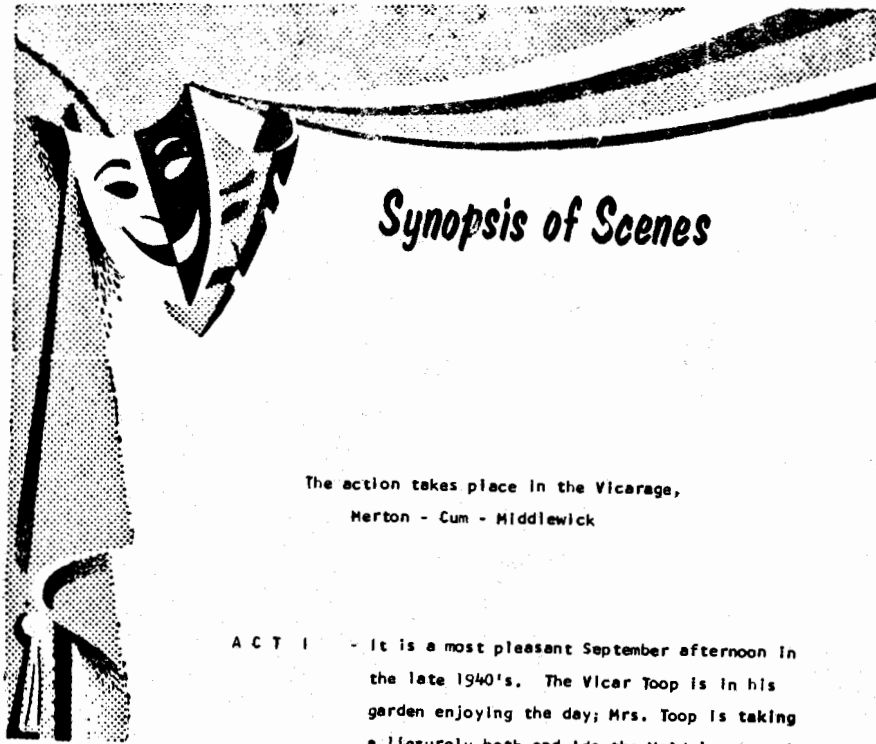 Synopsis of Scenes
The action takes place in the Vicarage,
Merton - Cum - Middlewick
A C T I - It is a most pleasant September afternoon in
the late 1940's. The Vicar Toop is in his
garden enjoying the day; Mrs. Toop is taking
a